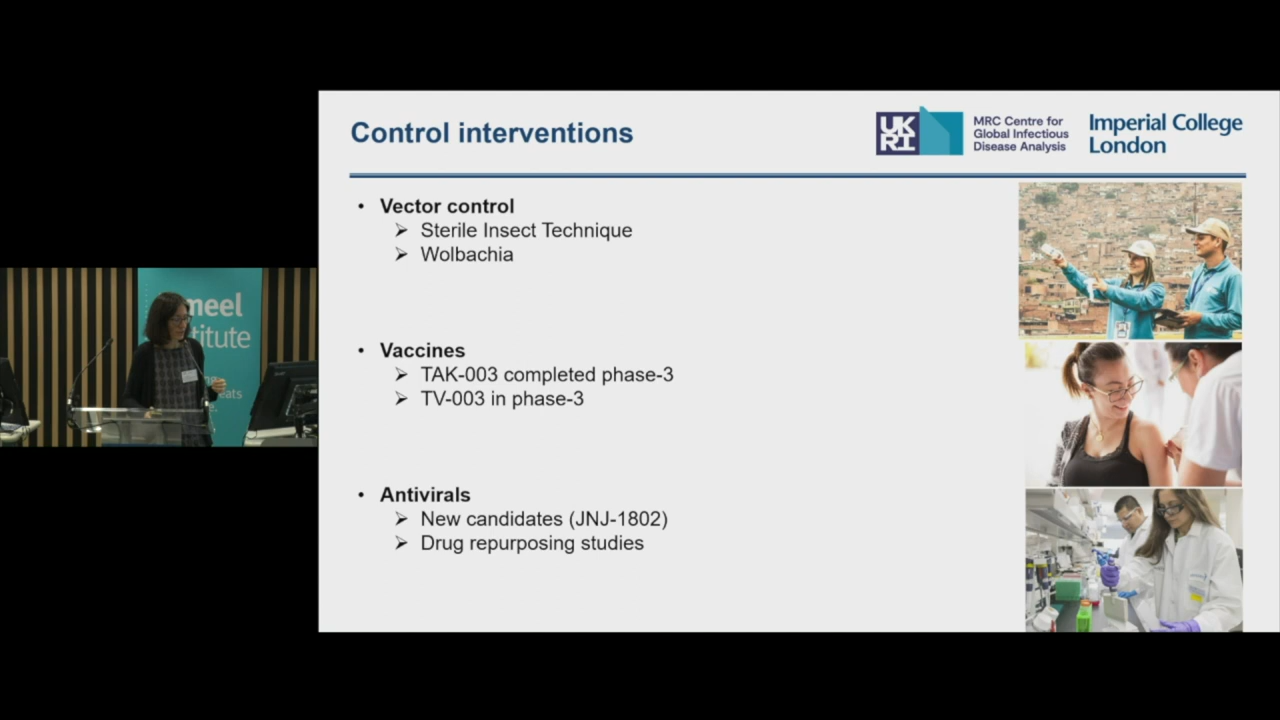 Control interventions
UK
RI
MRC Centre for
Global Infectious
Disease Analysis
Imperial College
London
• Vector control
➢ Sterile Insect Technique
➢ Wolbachia
• Vaccines
➢ TAK-003 completed phase-3
➢ TV-003 in phase-3
• Antivirals
➢ New candidates (JNJ-1802)
➢ Drug repurposing studies
meel
titute